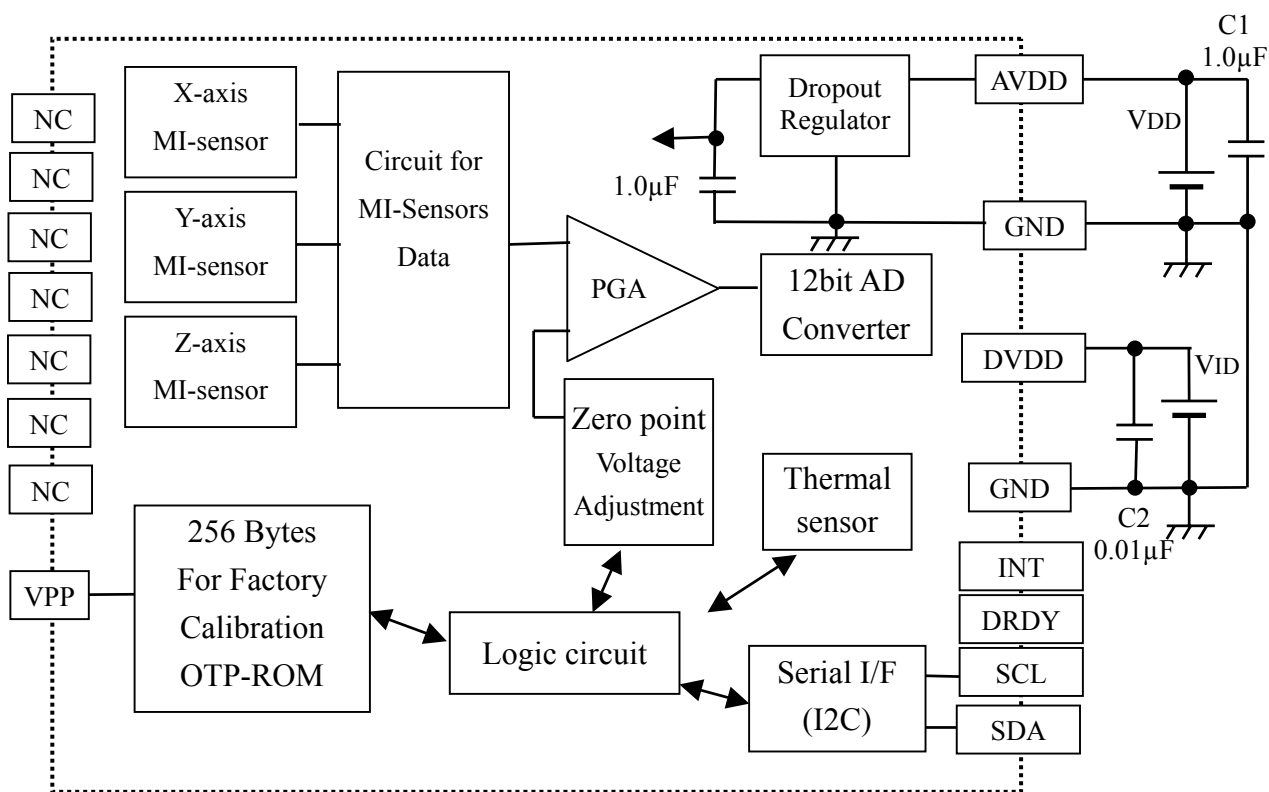 NC
NC
NC
NC
NC
NC
NC
VPP
X-axis
MI-sensor
Y-axis
MI-sensor
Z-axis
MI-sensor
Circuit for
MI-Sensors
Data
PGA
12bit AD
Converter
Zero point
Voltage
Adjustment
Thermal
sensor
256 Bytes
For Factory
Calibration
OTP-ROM
Logic circuit
Serial I/F
(I2C)
1.0µF
Dropout
Regulator
AVDD
GND
DVDD
GND
INT
DRDY
SCL
SDA
C1
1.0µF
VDD
VID
C2
0.01µF